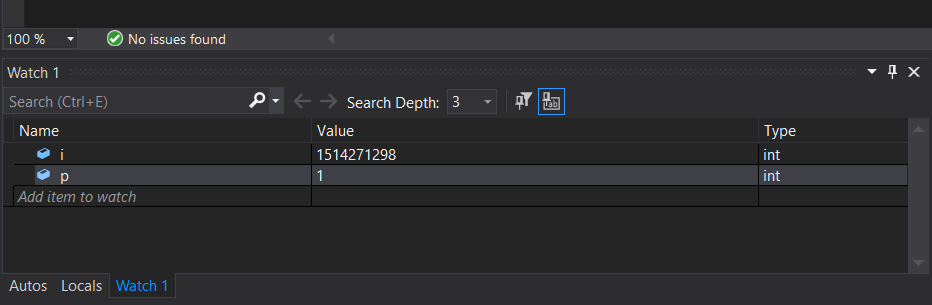 100 % No issues found
Watch 1
Search (Ctrl+E) Search Depth: 3
Name Value Type
i 1514271298 int
p 1 int
Add item to watch
Autos Locals Watch 1